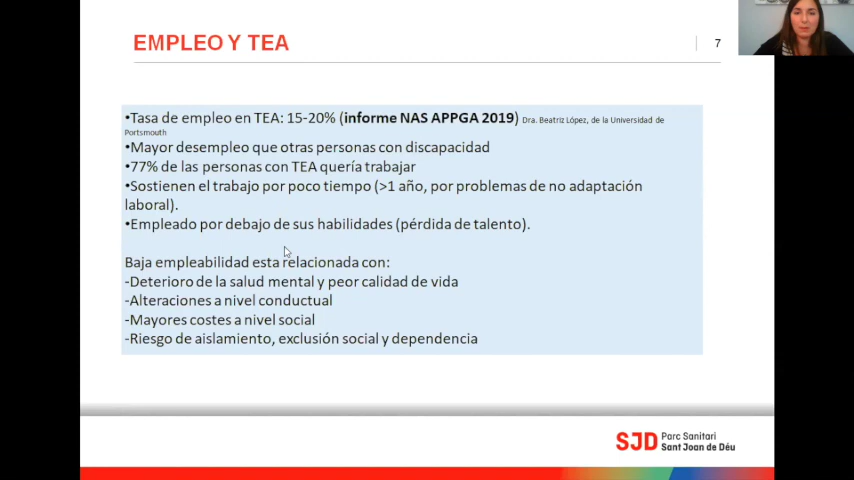 EMPLEO Y TEA
7
•Tasa de empleo en TEA: 15-20% (informe NAS APPGA 2019) Dra. Beatriz López, de la Universidad de
Portsmouth
•Mayor desempleo que otras personas con discapacidad
•77% de las personas con TEA quería trabajar
•Sostienen el trabajo por poco tiempo (>1 año, por problemas de no adaptación
laboral).
•Empleado por debajo de sus habilidades (pérdida de talento).
Baja empleabilidad esta relacionada con:
-Deterioro de la salud mental y peor calidad de vida
-Alteraciones a nivel conductual
-Mayores costes a nivel social
-Riesgo de aislamiento, exclusión social y dependencia
SJD Parc Sanitari
Sant Joan de Déu